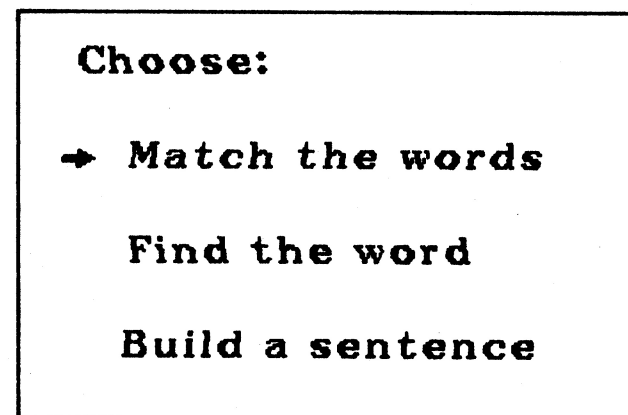 Choose:
Match the words
Find the word
Build a sentence